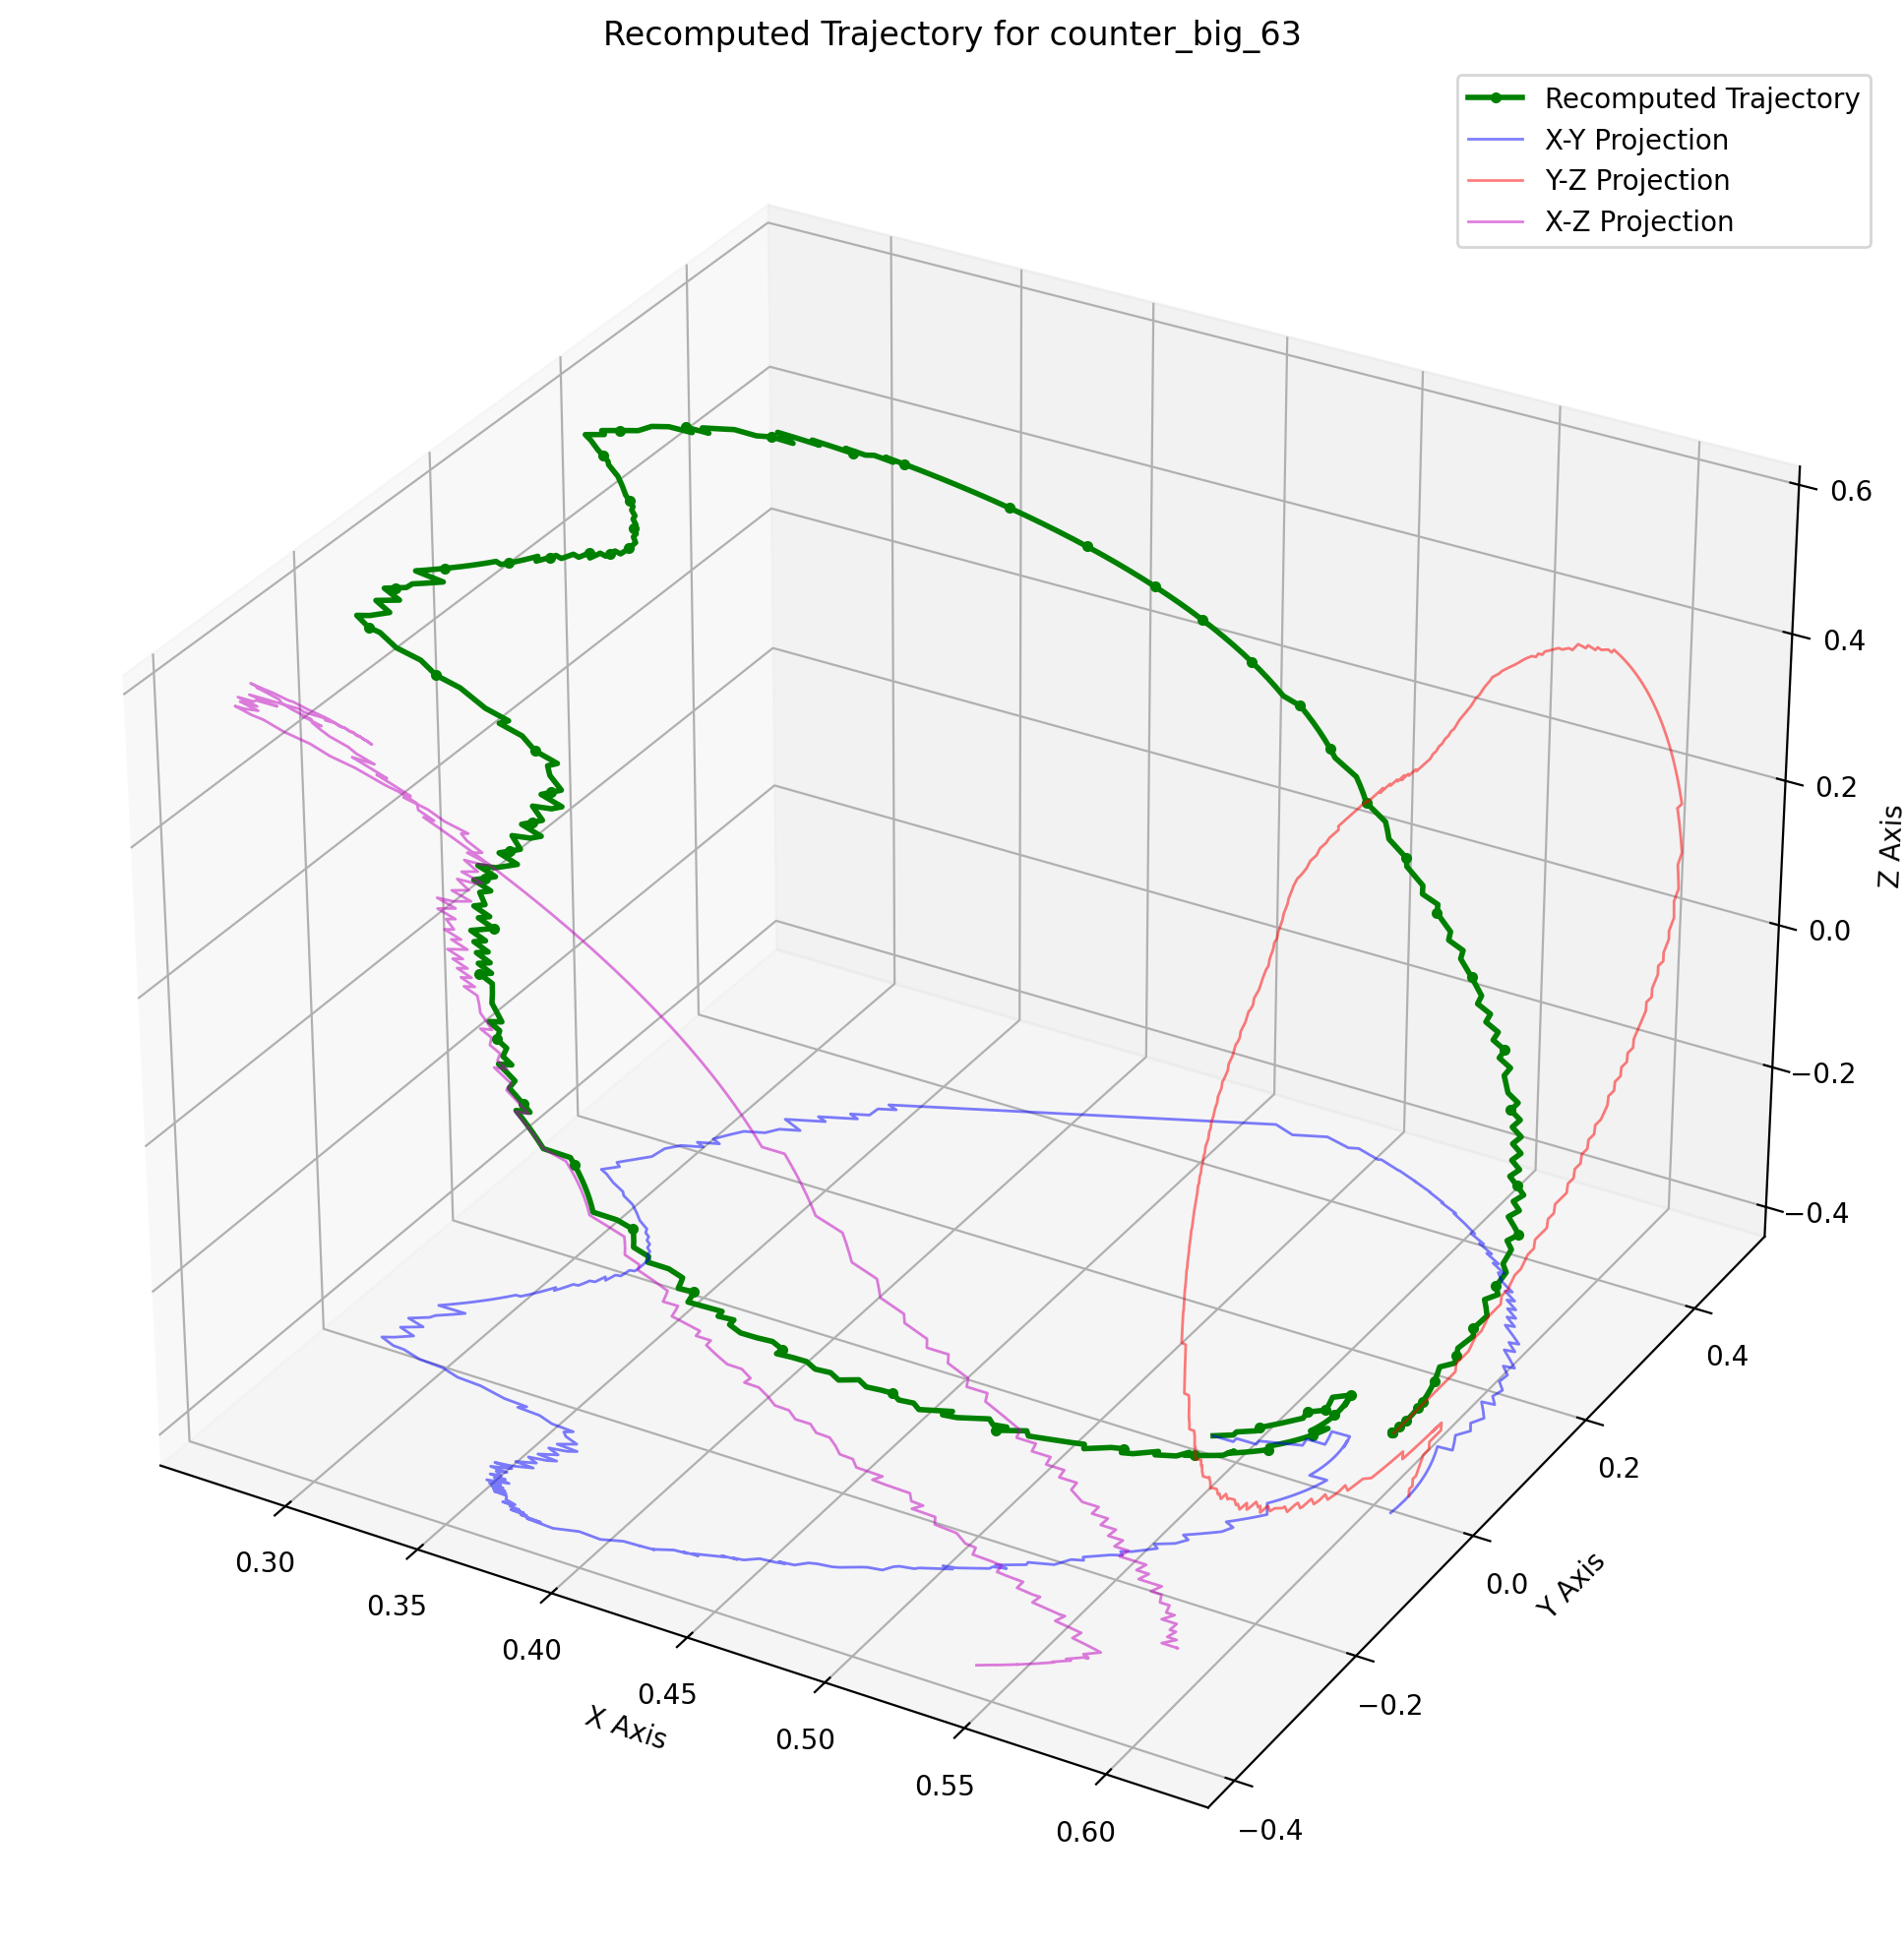 Recomputed Trajectory for counter_big_63
Recomputed Trajectory
X-Y Projection
Y-Z Projection
X-Z Projection
0.6
0.4
0.2
0.0
−0.2
−0.4
Z Axis
0.4
0.2
0.0
−0.2
−0.4
Y Axis
0.30
0.35
0.40
0.45
0.50
0.55
0.60
X Axis